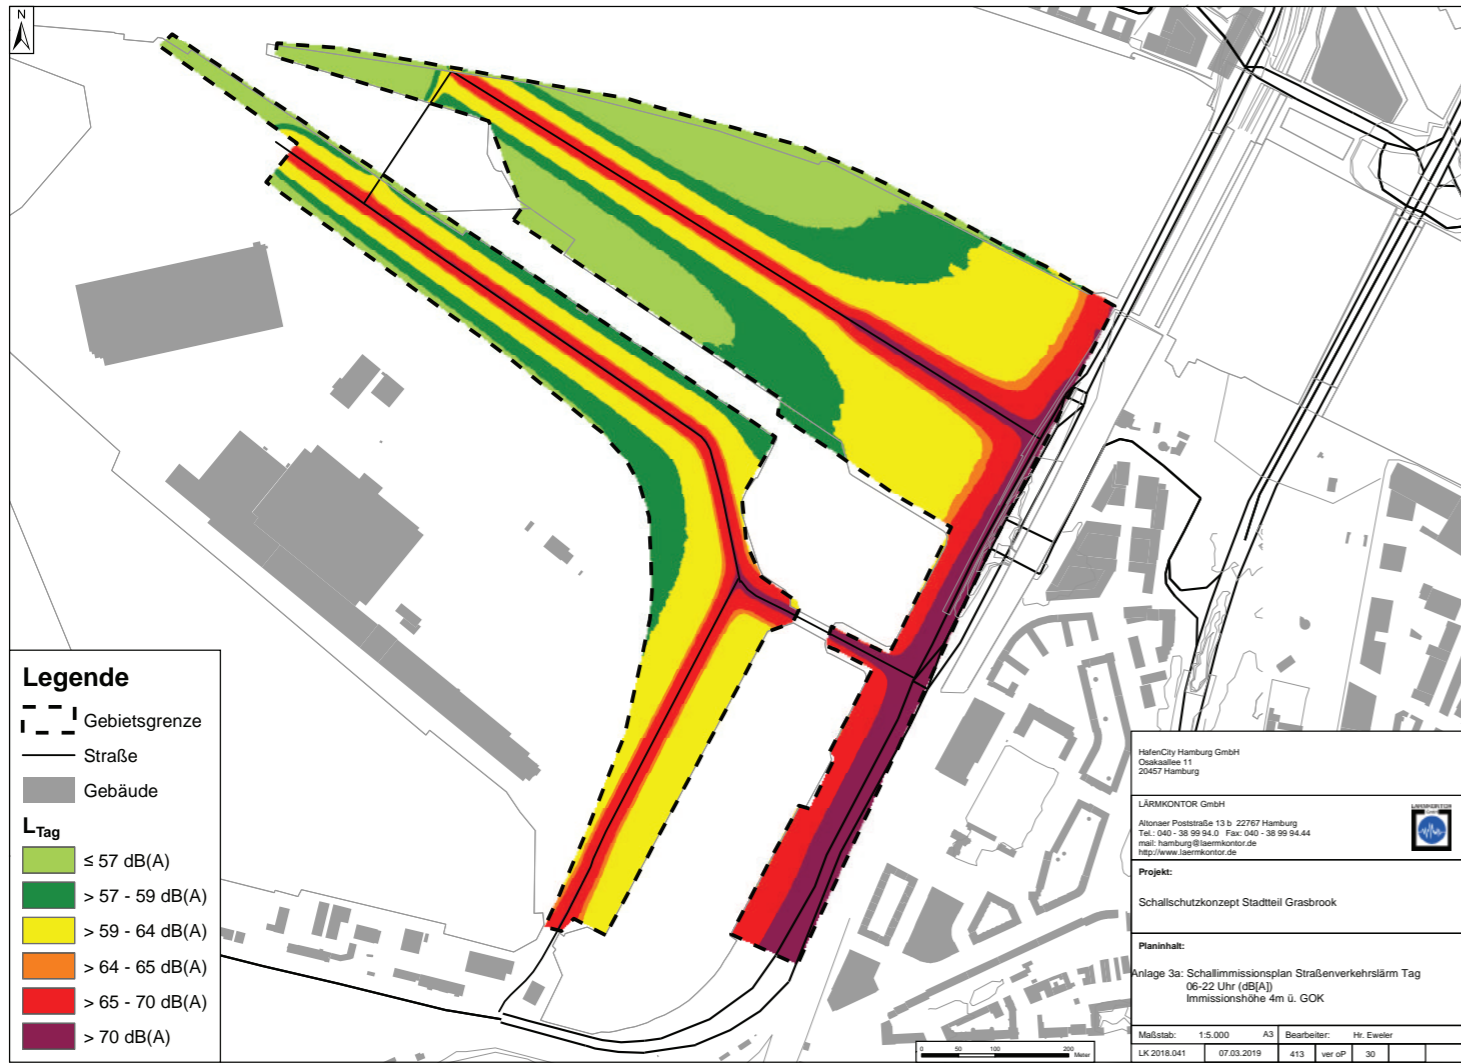 N
Legende
Gebietsgrenze
Straße
Gebäude
LTag
≤ 57 dB(A)
> 57 - 59 dB(A)
> 59 - 64 dB(A)
> 64 - 65 dB(A)
> 65 - 70 dB(A)
> 70 dB(A)
0 50 100 200
Meter
HafenCity Hamburg GmbH
Osakaallee 11
20457 Hamburg
LÄRMKONTOR GmbH
Altonaer Poststraße 13 b 22767 Hamburg
Tel.: 040 - 38 99 94.0 Fax: 040 - 38 99 94.44
mail: hamburg@laermkontor.de
http://www.laermkontor.de
LÄRMKONTOR
Projekt:
Schallschutzkonzept Stadtteil Grasbrook
Planinhalt:
Anlage 3a: Schallimmissionsplan Straßenverkehrslärm Tag
06-22 Uhr (dB[A])
Immissionshöhe 4m ü. GOK
Maßstab: 1:5.000 A3 Bearbeiter: Hr. Eweler
LK 2018.041 07.03.2019 413 ver oP 30